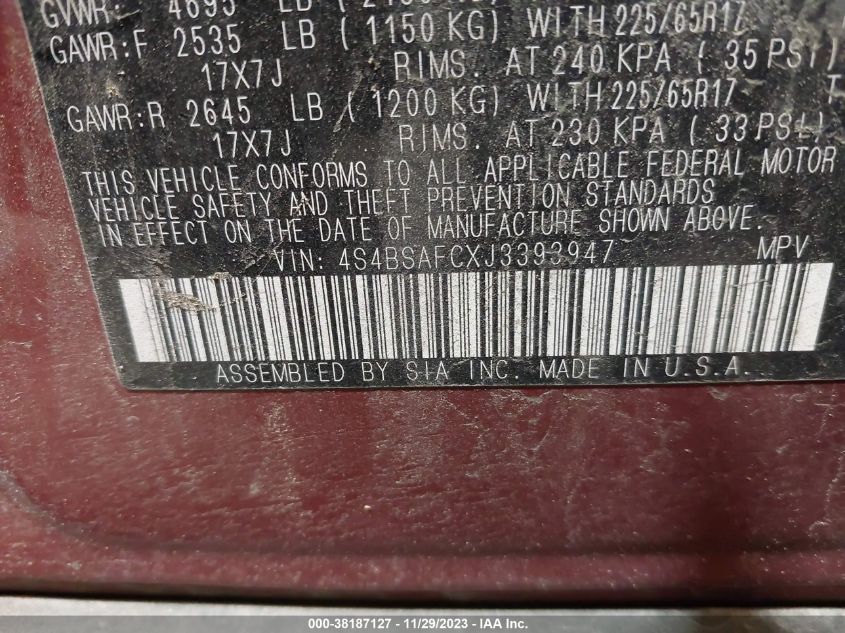 GVWR: 4695 LB
GAWR:F 2535 LB ( 1150 KG) WITH 225/65R17
17X7J RIMS. AT 240 KPA ( 35 PSI)
GAWR:R 2645 LB ( 1200 KG) WITH 225/65R17
17X7J RIMS. AT 230 KPA ( 33 PSI)
THIS VEHICLE CONFORMS TO ALL APPLICABLE FEDERAL MOTOR
VEHICLE SAFETY AND THEFT PREVENTION STANDARDS
IN EFFECT ON THE DATE OF MANUFACTURE SHOWN ABOVE.
VIN: 4S4BSAFCXJ3393947 MPV
ASSEMBLED BY SIA INC. MADE IN U.S.A.
000-38187127 - 11/29/2023 - IAA Inc.